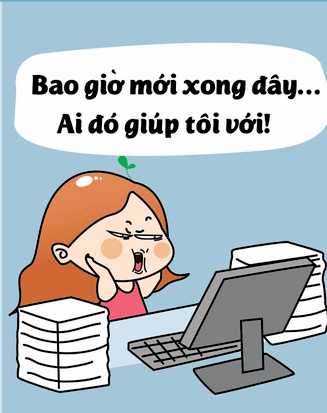 Bao giờ mới xong đây...
Ai đó giúp tôi với!